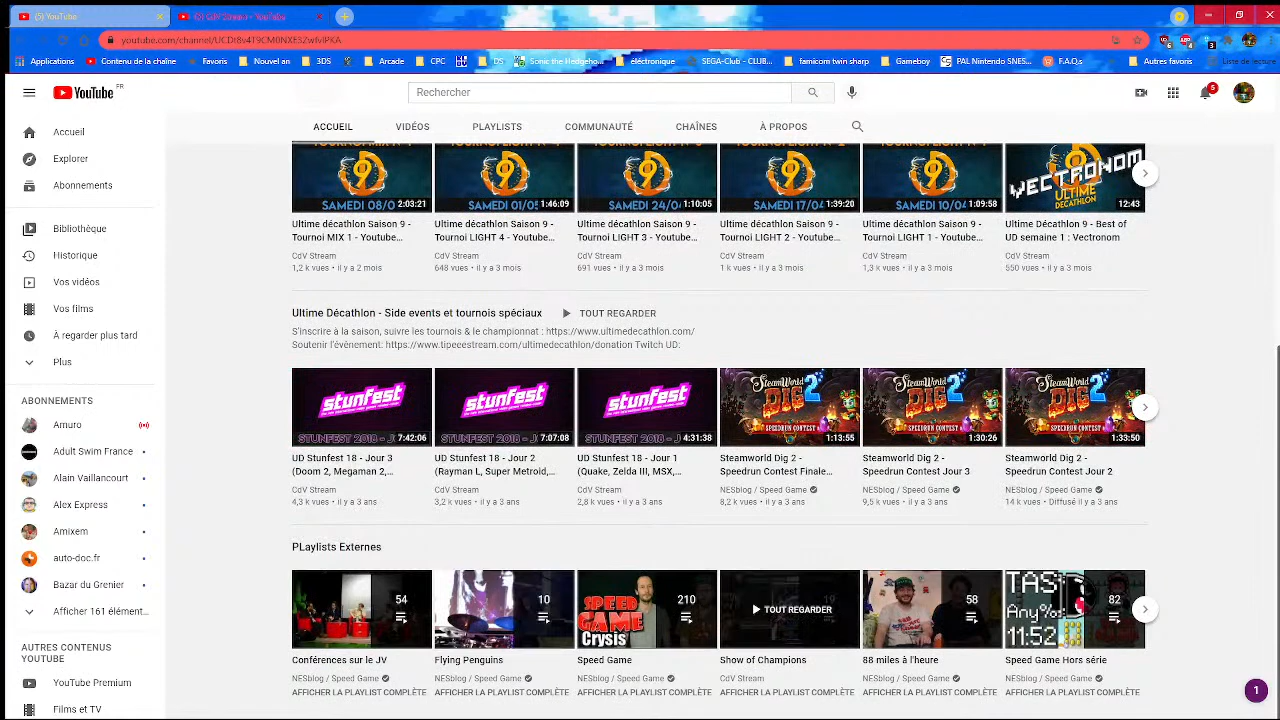 (5) YouTube
(5) CdV Stream - YouTube
youtube.com/channel/UCDt8v4T9CM0NXE5ZwfvlPKA
Applications
Contenu de la chaîne
Favoris
Nouvel an
3DS
Arcade
CPC
DS
Sonic the Hedgeho...
éléctronique
SEGA-Club - CLUB...
famicom twin sharp
Gameboy
PAL Nintendo SNES...
F.A.Q.s
Autres favoris
Liste de lecture
YouTube FR
Rechercher
5
ACCUEIL
VIDÉOS
PLAYLISTS
COMMUNAUTÉ
CHAÎNES
À PROPOS
Accueil
Explorer
Abonnements
Bibliothèque
Historique
Vos vidéos
Vos films
À regarder plus tard
Plus
ABONNEMENTS
Amuro
Adult Swim France
Alain Vaillancourt
Alex Express
Amixem
auto-doc.fr
Bazar du Grenier
Afficher 161 élément...
AUTRES CONTENUS
YOUTUBE
YouTube Premium
Films et TV
SAMEDI 08/0 2:03:21
SAMEDI 01/05 1:46:09
SAMEDI 24/0 1:10:05
SAMEDI 17/04 1:39:20
SAMEDI 10/04 1:09:58
VECTRONOM
ULTIME
DECATHLON
12:43
Ultime décathlon Saison 9 -
Tournoi MIX 1 - Youtube...
CdV Stream
1,2 k vues • il y a 2 mois
Ultime décathlon Saison 9 -
Tournoi LIGHT 4 - Youtube...
CdV Stream
648 vues • il y a 3 mois
Ultime décathlon Saison 9 -
Tournoi LIGHT 3 - Youtube...
CdV Stream
691 vues • il y a 3 mois
Ultime décathlon Saison 9 -
Tournoi LIGHT 2 - Youtube...
CdV Stream
1 k vues • il y a 3 mois
Ultime décathlon Saison 9 -
Tournoi LIGHT 1 - Youtube...
CdV Stream
1,3 k vues • il y a 3 mois
Ultime Décathlon 9 - Best of
UD semaine 1 : Vectronom
CdV Stream
550 vues • il y a 3 mois
Ultime Décathlon - Side events et tournois spéciaux
TOUT REGARDER
S'inscrire à la saison, suivre les tournois & le championnat : https://www.ultimedecathlon.com/
Soutenir l'évènement: https://www.tipeeestream.com/ultimedecathlon/donation Twitch UD:
stunfest
STUNFEST 2018 - J 7:42:06
stunfest
STUNFEST 2018 - J 7:07:08
stunfest
STUNFEST 2018 - J 4:31:38
STEAMWORLD
DIG 2
SPEEDRUN CONTEST
1:13:55
STEAMWORLD
DIG 2
SPEEDRUN CONTEST
1:30:26
STEAMWORLD
DIG 2
SPEEDRUN CONTEST
1:33:50
UD Stunfest 18 - Jour 3
(Doom 2, Megaman 2,...
CdV Stream
4,3 k vues • il y a 3 ans
UD Stunfest 18 - Jour 2
(Rayman L, Super Metroid,...
CdV Stream
3,2 k vues • il y a 3 ans
UD Stunfest 18 - Jour 1
(Quake, Zelda III, MSX,...
CdV Stream
2,8 k vues • il y a 3 ans
Steamworld Dig 2 -
Speedrun Contest Finale...
NESblog / Speed Game
8,2 k vues • il y a 3 ans
Steamworld Dig 2 -
Speedrun Contest Jour 3
NESblog / Speed Game
9,5 k vues • il y a 3 ans
Steamworld Dig 2 -
Speedrun Contest Jour 2
NESblog / Speed Game
14 k vues • Diffusé il y a 3 ans
PLaylists Externes
54
10
SPEED
GAME
Crysis
210
19
TOUT REGARDER
58
TAS
Any%:
11:52
82
Conférences sur le JV
NESblog / Speed Game
AFFICHER LA PLAYLIST COMPLÈTE
Flying Penguins
NESblog / Speed Game
AFFICHER LA PLAYLIST COMPLÈTE
Speed Game
NESblog / Speed Game
AFFICHER LA PLAYLIST COMPLÈTE
Show of Champions
CdV Stream
AFFICHER LA PLAYLIST COMPLÈTE
88 miles à l'heure
NESblog / Speed Game
AFFICHER LA PLAYLIST COMPLÈTE
Speed Game Hors série
NESblog / Speed Game
AFFICHER LA PLAYLIST COMPLÈTE
1